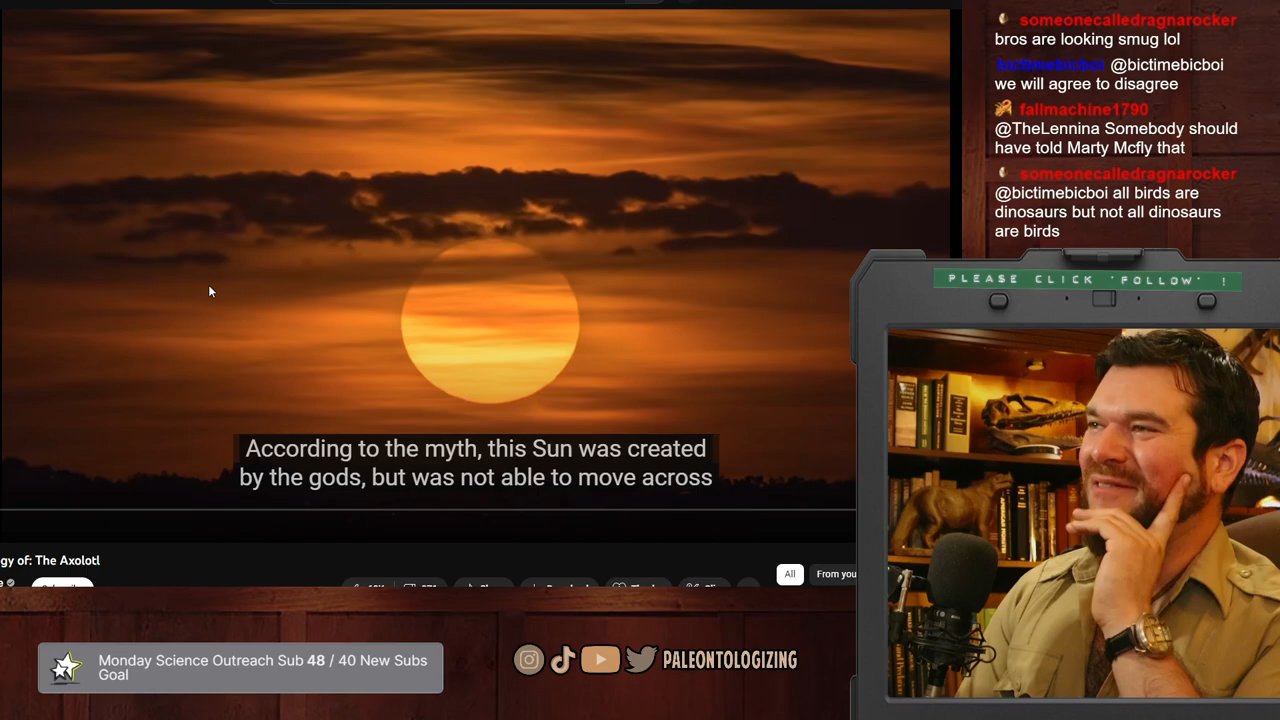 someonecalledragnarocker
bros are looking smug lol
bictimebicboi @bictimebicboi
we will agree to disagree
fallmachine1790
@TheLennina Somebody should
have told Marty Mcfly that
someonecalledragnarocker
@bictimebicboi all birds are
dinosaurs but not all dinosaurs
are birds
PLEASE CLICK 'FOLLOW' !
According to the myth, this Sun was created
by the gods, but was not able to move across
gy of: The Axolotl
All
From you
Monday Science Outreach Sub 48 / 40 New Subs
Goal
PALEONTOLOGIZING